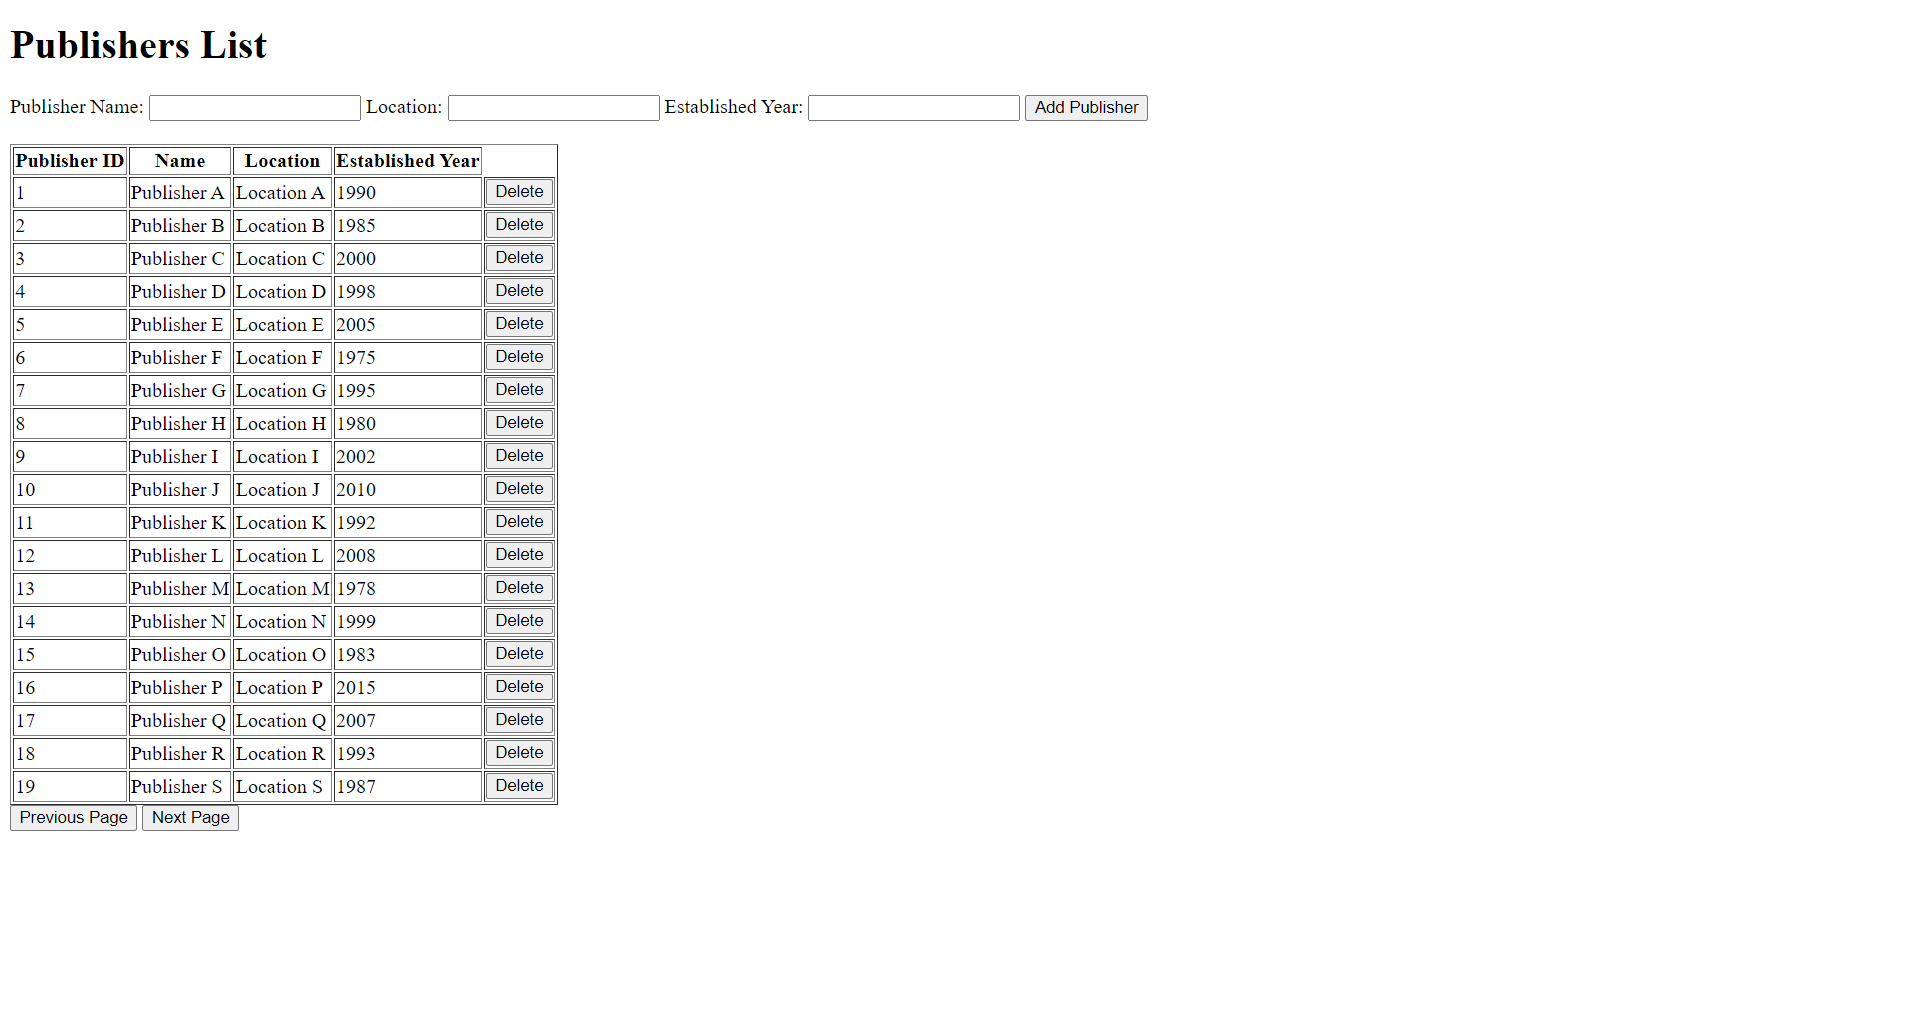 Publishers List
Publisher Name: Location: Established Year: Add Publisher
Publisher ID Name Location Established Year
1 Publisher A Location A 1990 Delete
2 Publisher B Location B 1985 Delete
3 Publisher C Location C 2000 Delete
4 Publisher D Location D 1998 Delete
5 Publisher E Location E 2005 Delete
6 Publisher F Location F 1975 Delete
7 Publisher G Location G 1995 Delete
8 Publisher H Location H 1980 Delete
9 Publisher I Location I 2002 Delete
10 Publisher J Location J 2010 Delete
11 Publisher K Location K 1992 Delete
12 Publisher L Location L 2008 Delete
13 Publisher M Location M 1978 Delete
14 Publisher N Location N 1999 Delete
15 Publisher O Location O 1983 Delete
16 Publisher P Location P 2015 Delete
17 Publisher Q Location Q 2007 Delete
18 Publisher R Location R 1993 Delete
19 Publisher S Location S 1987 Delete
Previous Page Next Page